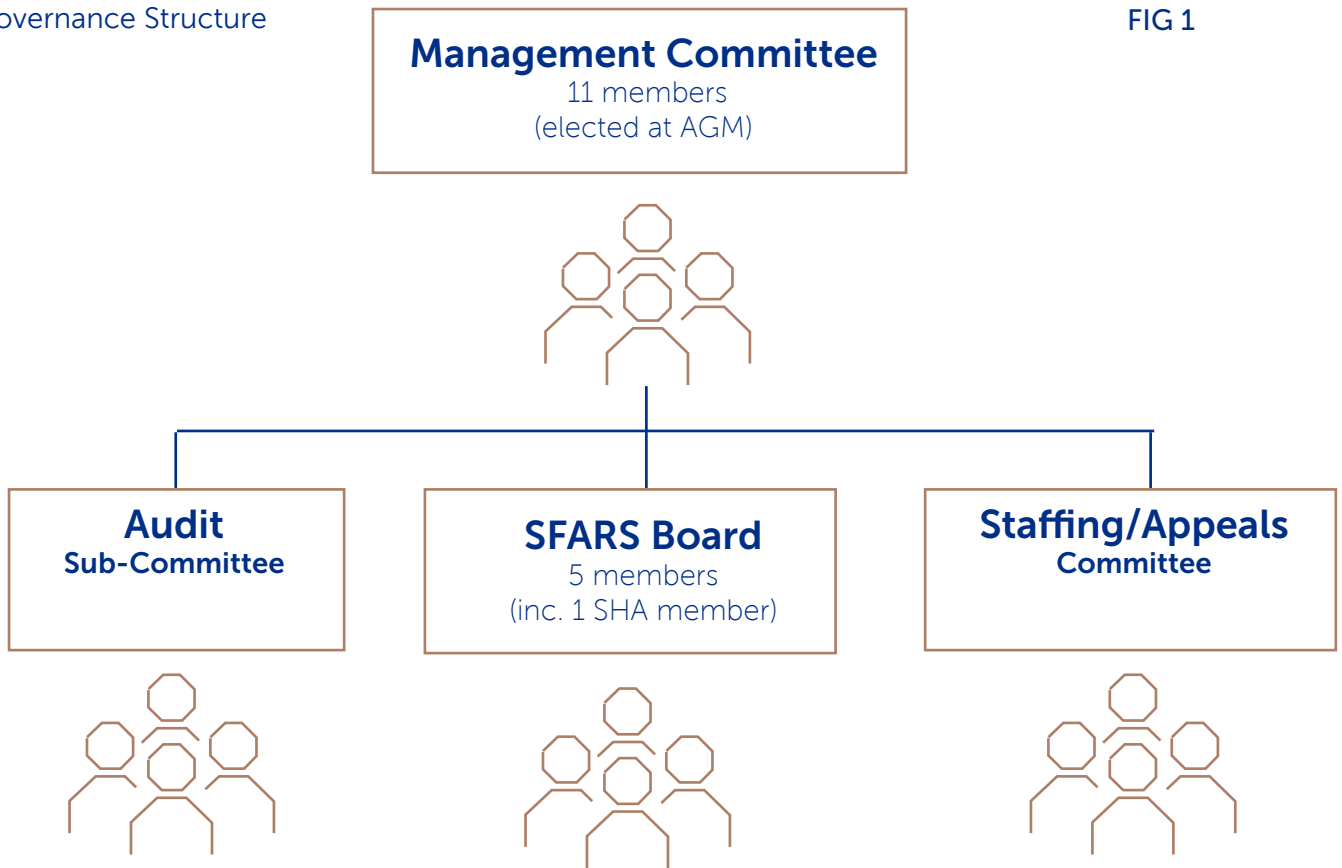 overnance Structure
FIG 1
Management Committee
11 members
(elected at AGM)
Audit
Sub-Committee
SFARS Board
5 members
(inc. 1 SHA member)
Staffing/Appeals
Committee